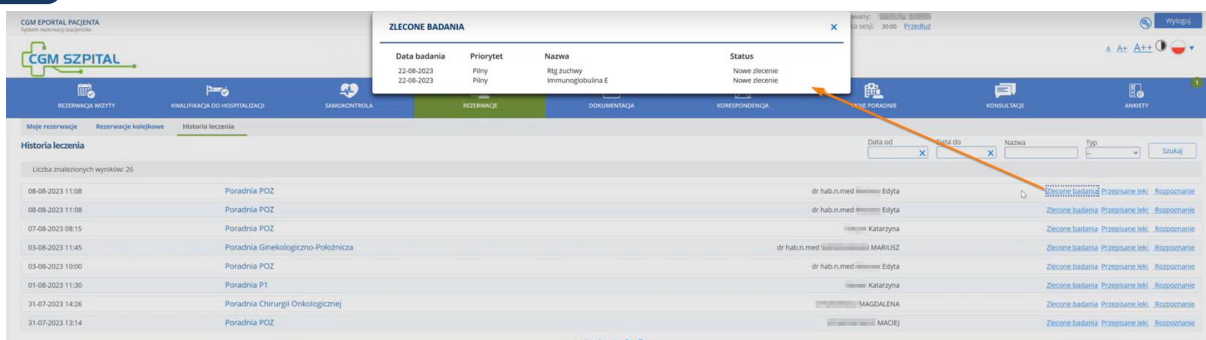 CGM EPORTAL PACJENTA
System rezerwacji pacjentów
20:00 Przedłuż
Wyloguj
CGM SZPITAL
A A+ A++
ZLECONE BADANIA X
Data badania Priorytet Nazwa Status
22-08-2023 Pilny Rtg żuchwy Nowe zlecenie
22-08-2023 Pilny Immunoglobulina E Nowe zlecenie
REZERWACJA WIZYTY KWALIFIKACJA DO HOSPITALIZACJI SAMOKONTROLA REZERWACJE DOKUMENTACJA KORESPONDENCJA PORADNIE KONSULTACJE ANKIETY 1
Moje rezerwacje Rezerwacje kolejkowe Historia leczenia
Historia leczenia
Data od Data do Nazwa Typ
Szukaj
Liczba znalezionych wyników: 26
08-08-2023 11:08 Poradnia POZ dr hab.n.med Edyta Zlecone badania Przepisane leki Rozpoznanie
08-08-2023 11:08 Poradnia POZ dr hab.n.med Edyta Zlecone badania Przepisane leki Rozpoznanie
07-08-2023 08:15 Poradnia POZ Katarzyna Zlecone badania Przepisane leki Rozpoznanie
03-08-2023 11:45 Poradnia Ginekologiczno-Położnicza dr hab.n.med MARIUSZ Zlecone badania Przepisane leki Rozpoznanie
03-08-2023 10:00 Poradnia POZ dr hab.n.med Edyta Zlecone badania Przepisane leki Rozpoznanie
01-08-2023 11:30 Poradnia P1 Katarzyna Zlecone badania Przepisane leki Rozpoznanie
31-07-2023 14:26 Poradnia Chirurgii Onkologicznej MAGDALENA Zlecone badania Przepisane leki Rozpoznanie
31-07-2023 13:14 Poradnia POZ MACIEJ Zlecone badania Przepisane leki Rozpoznanie